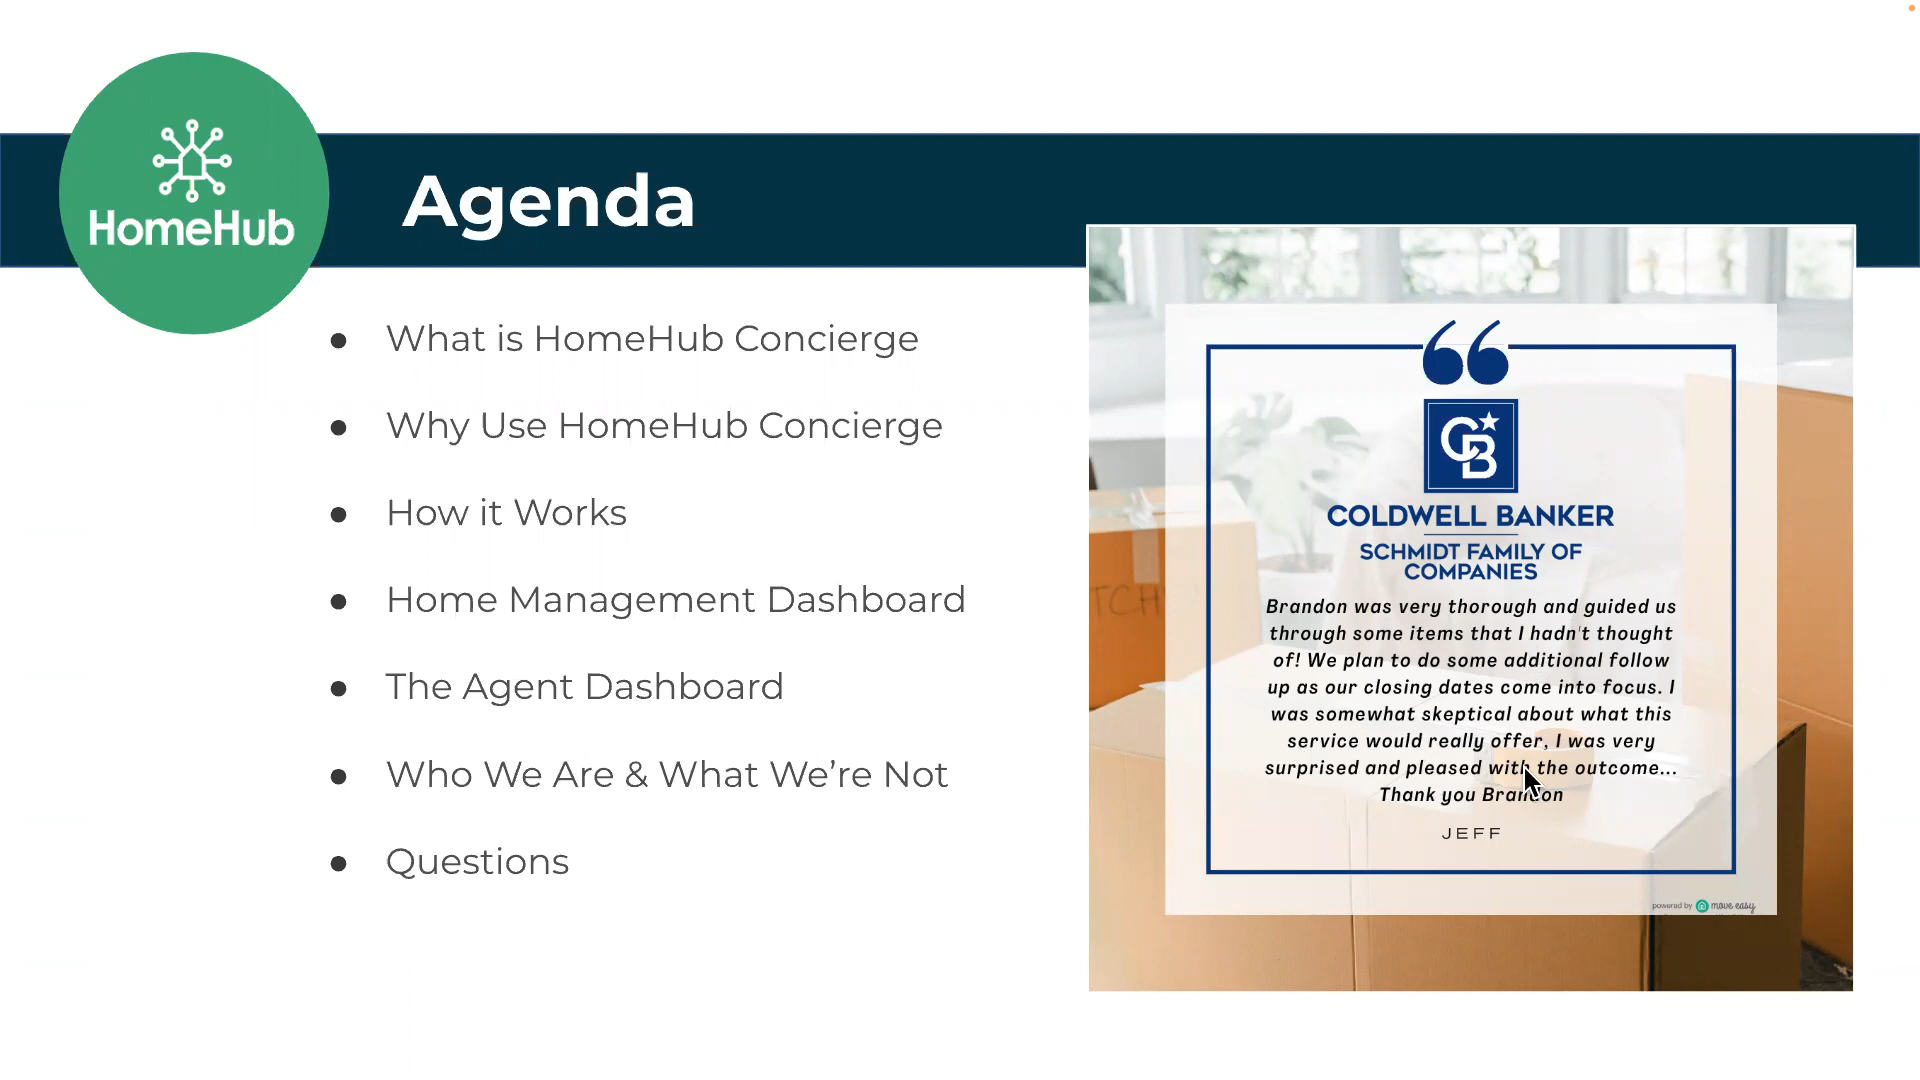 HomeHub
Agenda
What is HomeHub Concierge
Why Use HomeHub Concierge
How it Works
Home Management Dashboard
The Agent Dashboard
Who We Are & What We’re Not
Questions
“
CB
COLDWELL BANKER
SCHMIDT FAMILY OF
COMPANIES
Brandon was very thorough and guided us
through some items that I hadn't thought
of! We plan to do some additional follow
up as our closing dates come into focus. I
was somewhat skeptical about what this
service would really offer, I was very
surprised and pleased with the outcome...
Thank you Brandon
JEFF
powered by move easy